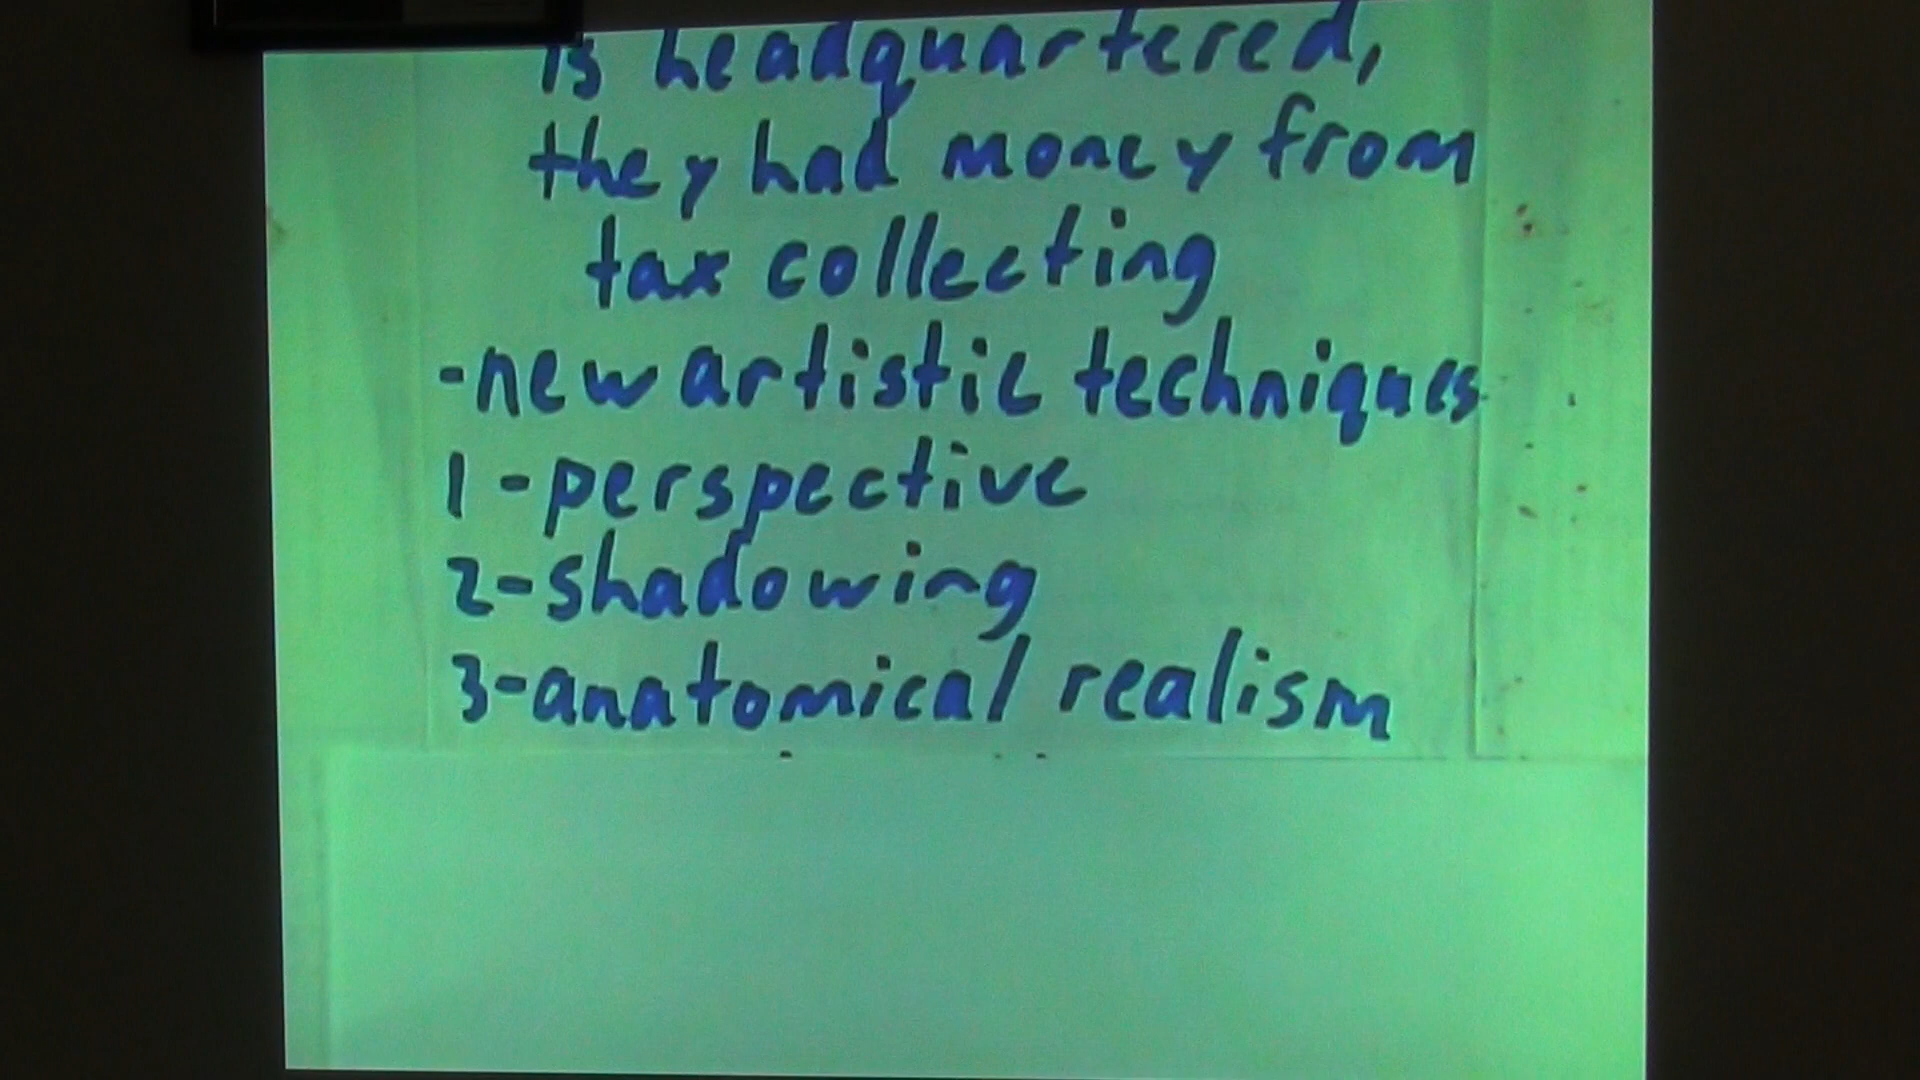 is headquartered,
they had money from
tax collecting
-new artistic techniques
1-perspective
2-shadowing
3-anatomical realism